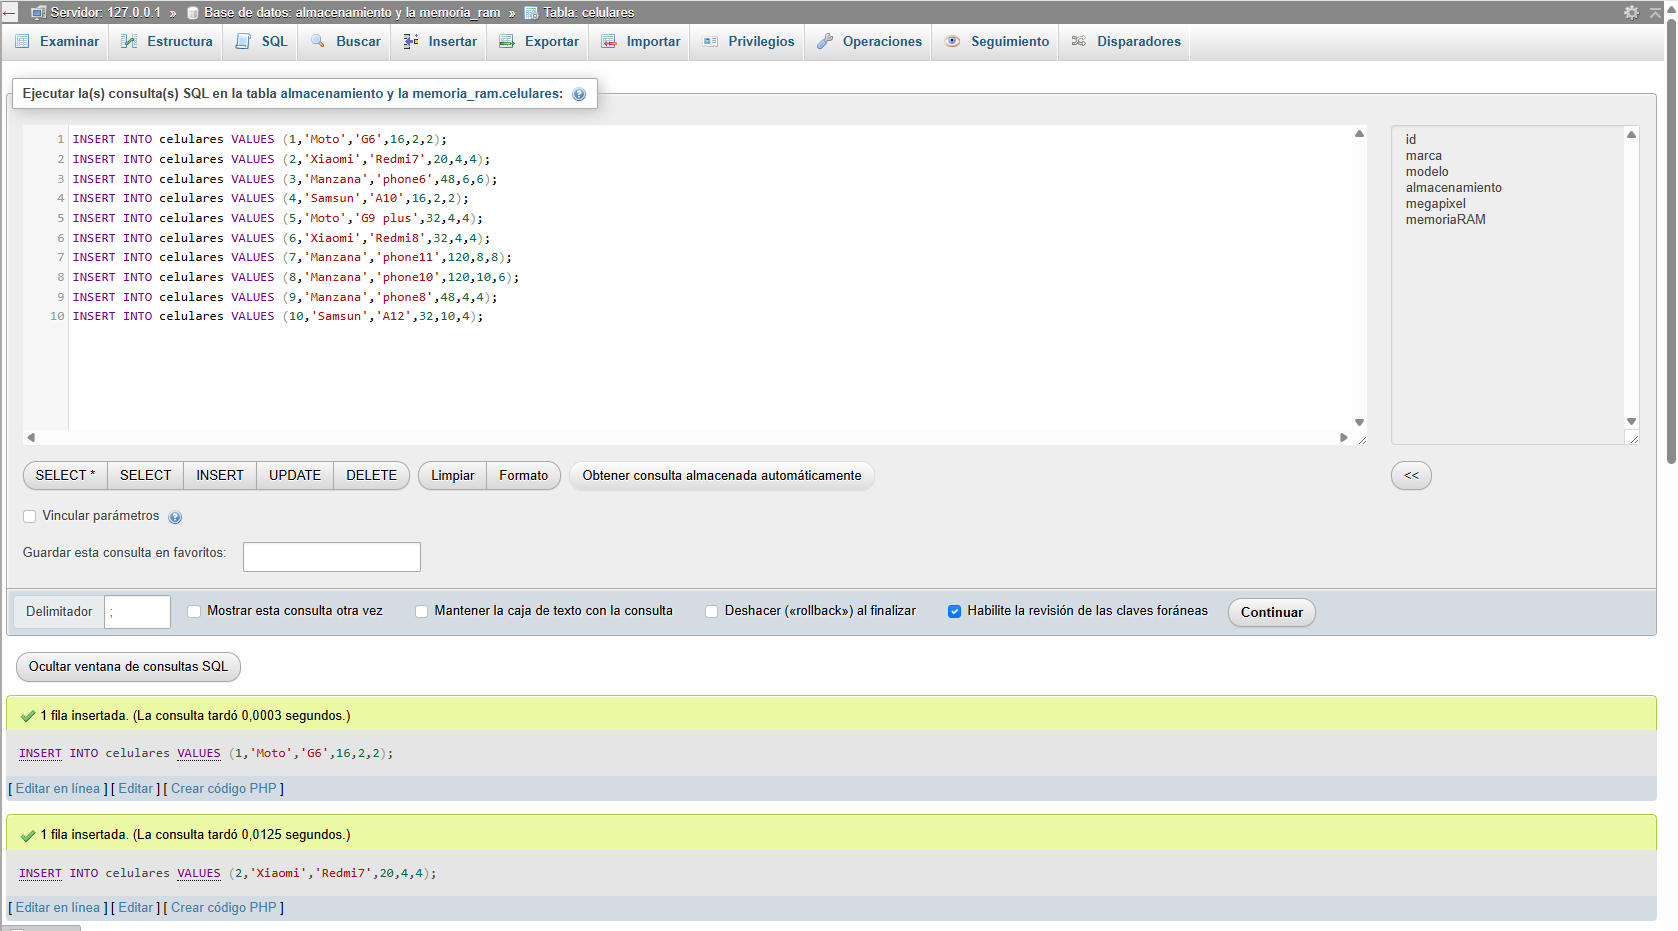 Servidor: 127.0.0.1 » Base de datos: almacenamiento y la memoria_ram » Tabla: celulares
Examinar Estructura SQL Buscar Insertar Exportar Importar Privilegios Operaciones Seguimiento Disparadores
Ejecutar la(s) consulta(s) SQL en la tabla almacenamiento y la memoria_ram.celulares:
1 INSERT INTO celulares VALUES (1,'Moto','G6',16,2,2);
2 INSERT INTO celulares VALUES (2,'Xiaomi','Redmi7',20,4,4);
3 INSERT INTO celulares VALUES (3,'Manzana','phone6',48,6,6);
4 INSERT INTO celulares VALUES (4,'Samsun','A10',16,2,2);
5 INSERT INTO celulares VALUES (5,'Moto','G9 plus',32,4,4);
6 INSERT INTO celulares VALUES (6,'Xiaomi','Redmi8',32,4,4);
7 INSERT INTO celulares VALUES (7,'Manzana','phone11',120,8,8);
8 INSERT INTO celulares VALUES (8,'Manzana','phone10',120,10,6);
9 INSERT INTO celulares VALUES (9,'Manzana','phone8',48,4,4);
10 INSERT INTO celulares VALUES (10,'Samsun','A12',32,10,4);
id
marca
modelo
almacenamiento
megapixel
memoriaRAM
SELECT * SELECT INSERT UPDATE DELETE Limpiar Formato Obtener consulta almacenada automáticamente <<
Vincular parámetros
Guardar esta consulta en favoritos:
Delimitador ; Mostrar esta consulta otra vez Mantener la caja de texto con la consulta Deshacer («rollback») al finalizar Habilite la revisión de las claves foráneas Continuar
Ocultar ventana de consultas SQL
1 fila insertada. (La consulta tardó 0,0003 segundos.)
INSERT INTO celulares VALUES (1,'Moto','G6',16,2,2);
[ Editar en línea ] [ Editar ] [ Crear código PHP ]
1 fila insertada. (La consulta tardó 0,0125 segundos.)
INSERT INTO celulares VALUES (2,'Xiaomi','Redmi7',20,4,4);
[ Editar en línea ] [ Editar ] [ Crear código PHP ]